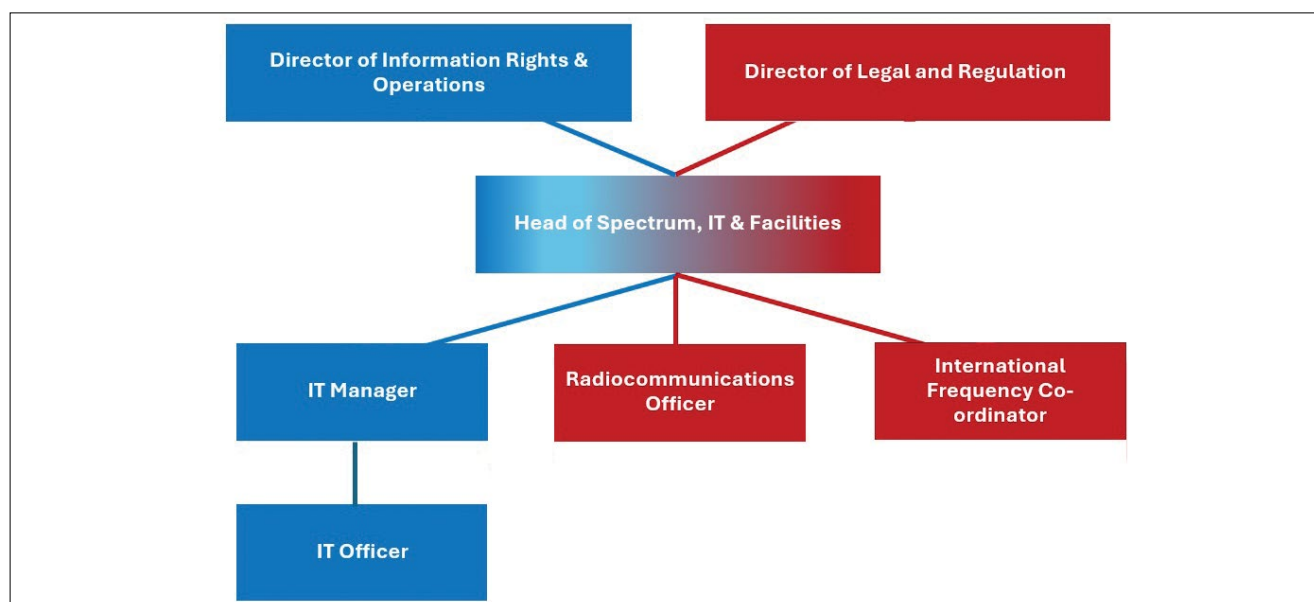 Director of Information Rights &
Operations
Director of Legal and Regulation
Head of Spectrum, IT & Facilities
IT Manager
Radiocommunications
Officer
International
Frequency Co-
ordinator
IT Officer